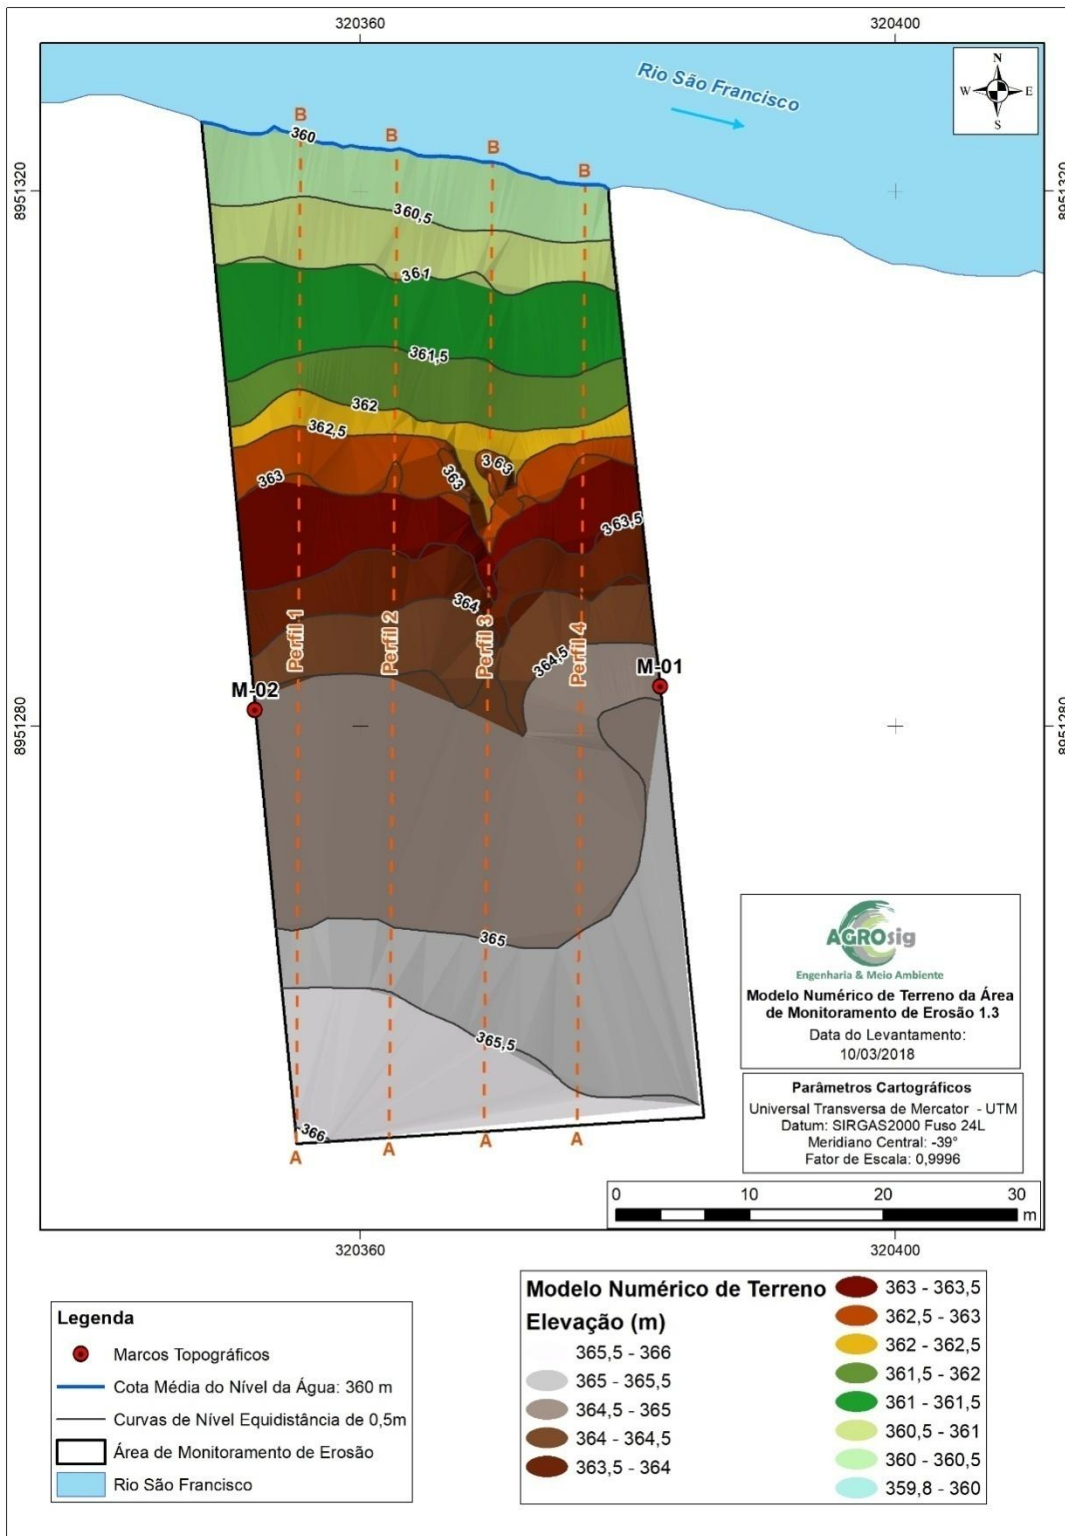 320360
320400
N
W
E
S
Rio São Francisco
B
B
B
B
360
8951320
8951320
360,5
361
361,5
362
362,5
363
363
363
363,5
364
Perfil 1
Perfil 2
Perfil 3
Perfil 4
364,5
M-01
M-02
8951280
8951280
365
365,5
366
A
A
A
A
AGROsig
Engenharia & Meio Ambiente
Modelo Numérico de Terreno da Área
de Monitoramento de Erosão 1.3
Data do Levantamento:
10/03/2018
Parâmetros Cartográficos
Universal Transversa de Mercator - UTM
Datum: SIRGAS2000 Fuso 24L
Meridiano Central: -39°
Fator de Escala: 0,9996
0 10 20 30
m
320360
320400
Legenda
Marcos Topográficos
Cota Média do Nível da Água: 360 m
Curvas de Nível Equidistância de 0,5m
Área de Monitoramento de Erosão
Rio São Francisco
Modelo Numérico de Terreno
Elevação (m)
365,5 - 366
365 - 365,5
364,5 - 365
364 - 364,5
363,5 - 364
363 - 363,5
362,5 - 363
362 - 362,5
361,5 - 362
361 - 361,5
360,5 - 361
360 - 360,5
359,8 - 360